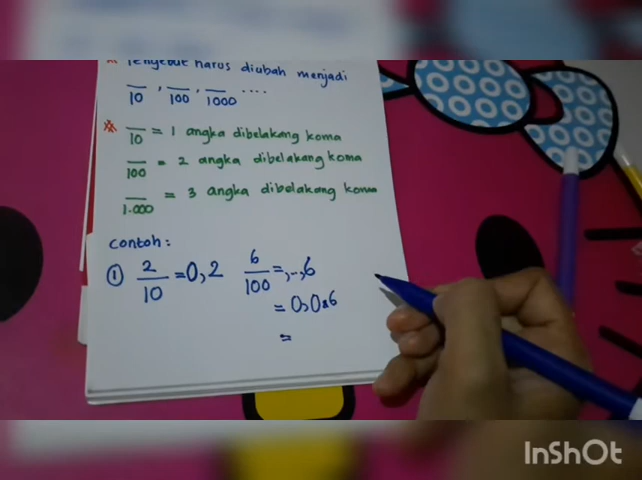 * Penyebut harus diubah menjadi
/10 , /100 , /1000 ....
** /10 = 1 angka dibelakang koma
/100 = 2 angka dibelakang koma
/1.000 = 3 angka dibelakang koma
contoh:
① 2/10 = 0,2 6/100 = ,..,6
= 0,06
=
InShOt